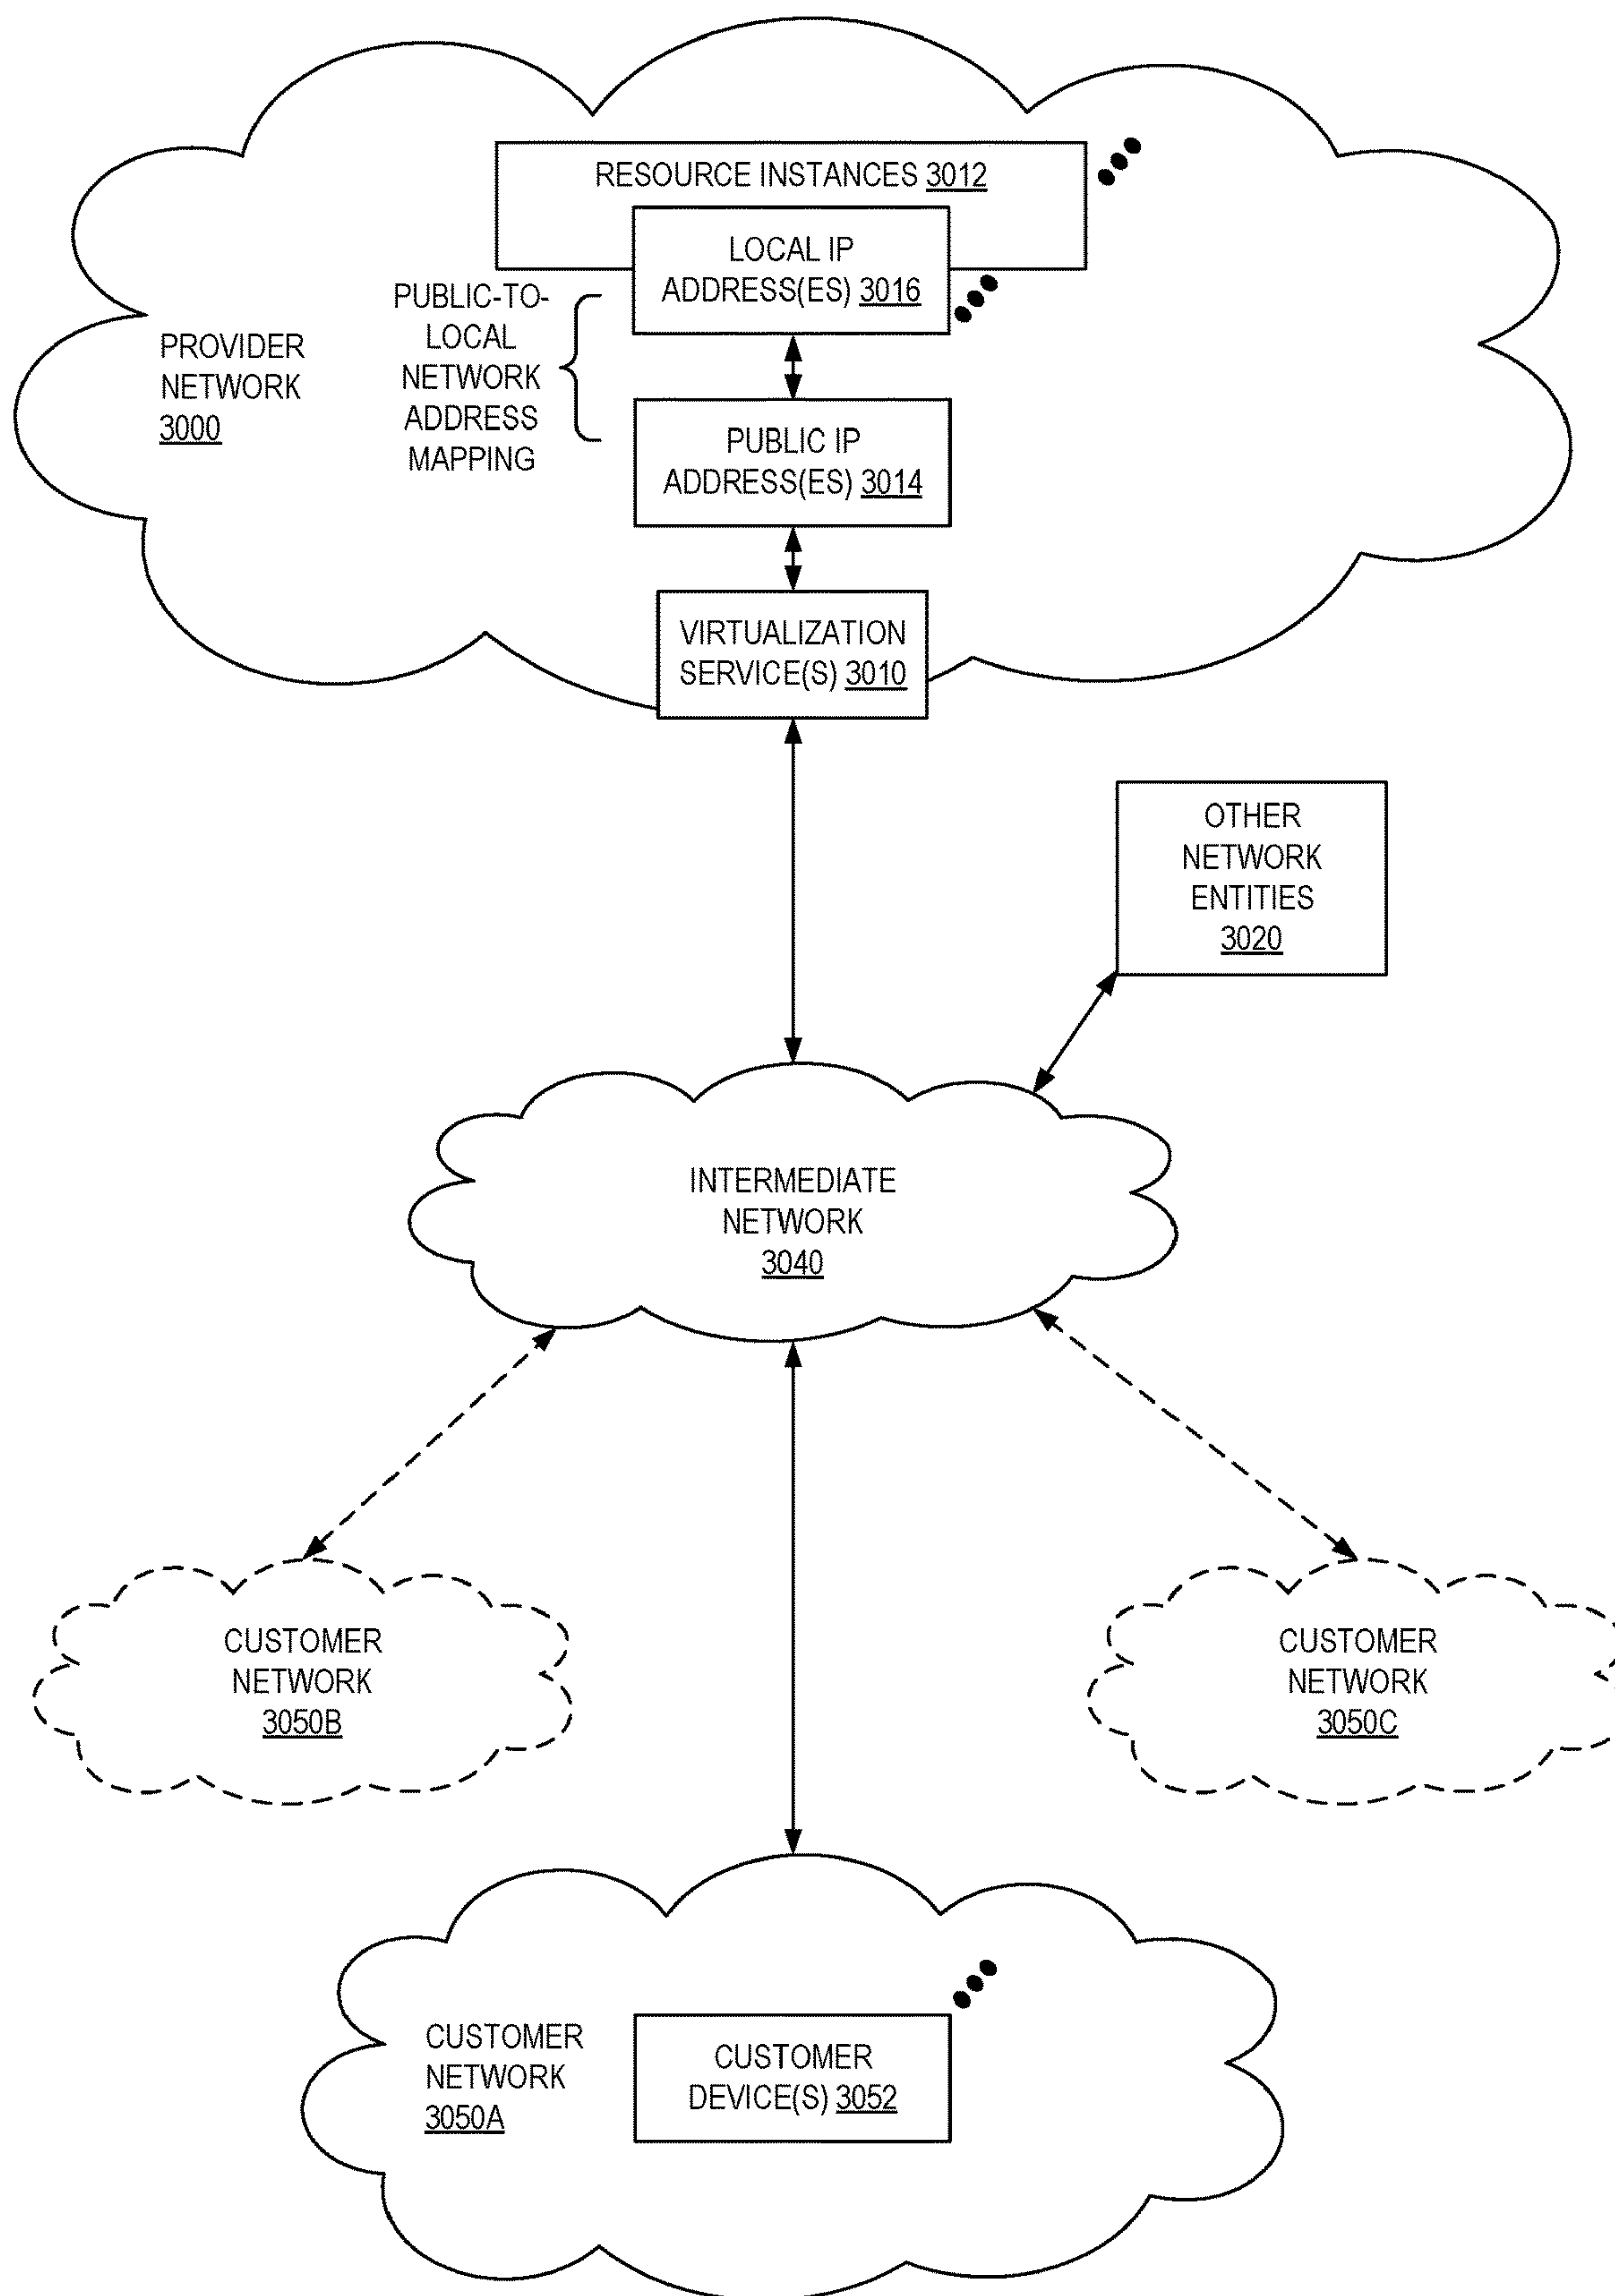 RESOURCE INSTANCES 3012
LOCAL IP
ADDRESS(ES) 3016
PUBLIC-TO-
LOCAL
NETWORK
ADDRESS
MAPPING
PROVIDER
NETWORK
3000
PUBLIC IP
ADDRESS(ES) 3014
VIRTUALIZATION
SERVICE(S) 3010
OTHER
NETWORK
ENTITIES
3020
INTERMEDIATE
NETWORK
3040
CUSTOMER
NETWORK
3050B
CUSTOMER
NETWORK
3050C
CUSTOMER
NETWORK
3050A
CUSTOMER
DEVICE(S) 3052